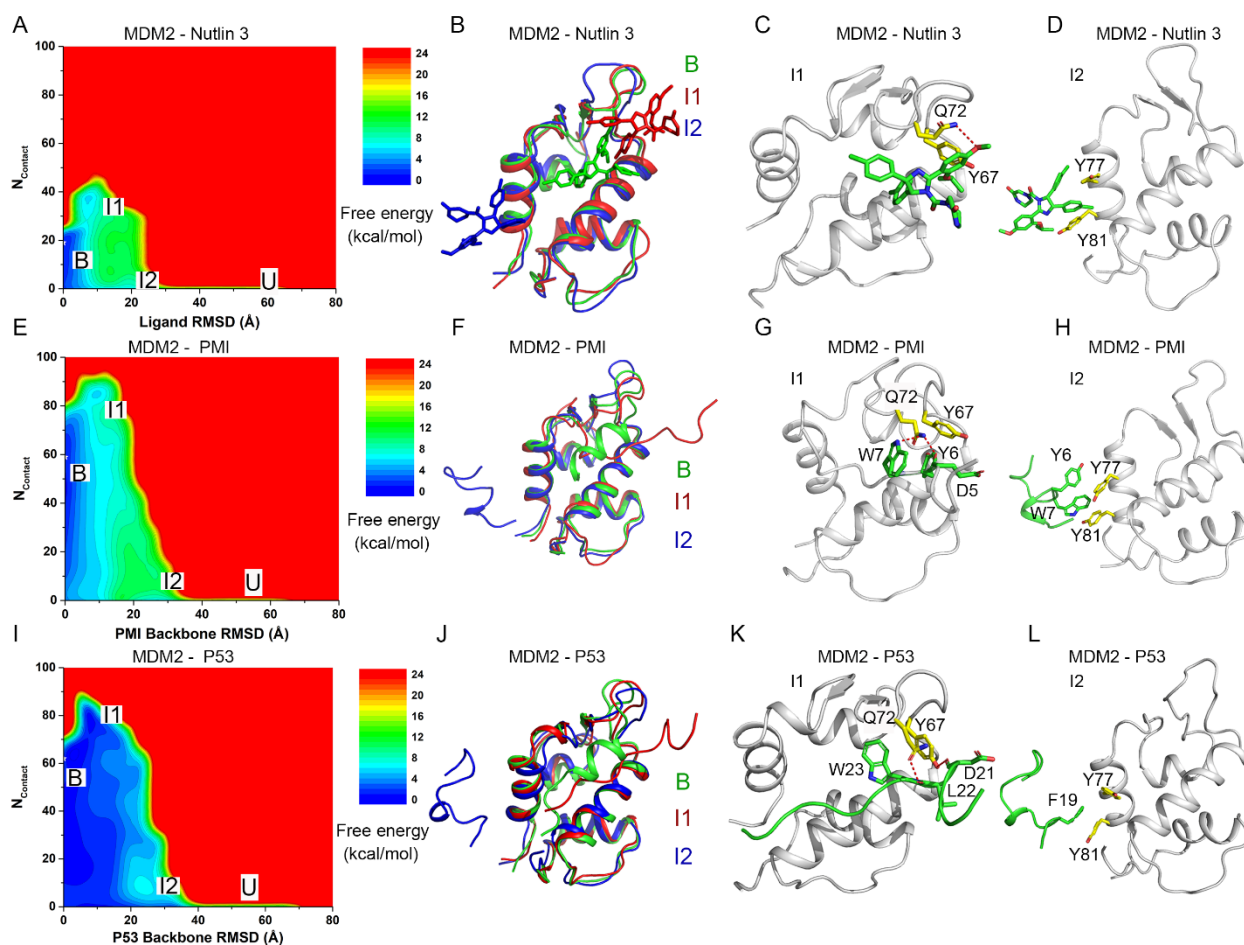 A
MDM2 - Nutlin 3
100
80
60
40
20
0
N Contact
I1
B
I2
U
0 20 40 60 80
Ligand RMSD (Å)
24
20
16
12
8
4
0
Free energy
(kcal/mol)
B
MDM2 - Nutlin 3
B
I1
I2
C
MDM2 - Nutlin 3
I1
Q72
Y67
D
MDM2 - Nutlin 3
I2
Y77
Y81
E
MDM2 - PMI
100
80
60
40
20
0
N Contact
I1
B
I2
U
0 20 40 60 80
PMI Backbone RMSD (Å)
24
20
16
12
8
4
0
Free energy
(kcal/mol)
F
MDM2 - PMI
B
I1
I2
G
MDM2 - PMI
I1
Q72
Y67
W7
Y6
D5
H
MDM2 - PMI
I2
Y6
Y77
W7
Y81
I
MDM2 - P53
100
80
60
40
20
0
N Contact
I1
B
I2
U
0 20 40 60 80
P53 Backbone RMSD (Å)
24
20
16
12
8
4
0
Free energy
(kcal/mol)
J
MDM2 - P53
B
I1
I2
K
MDM2 - P53
I1
Q72
Y67
W23
D21
L22
L
MDM2 - P53
I2
Y77
F19
Y81